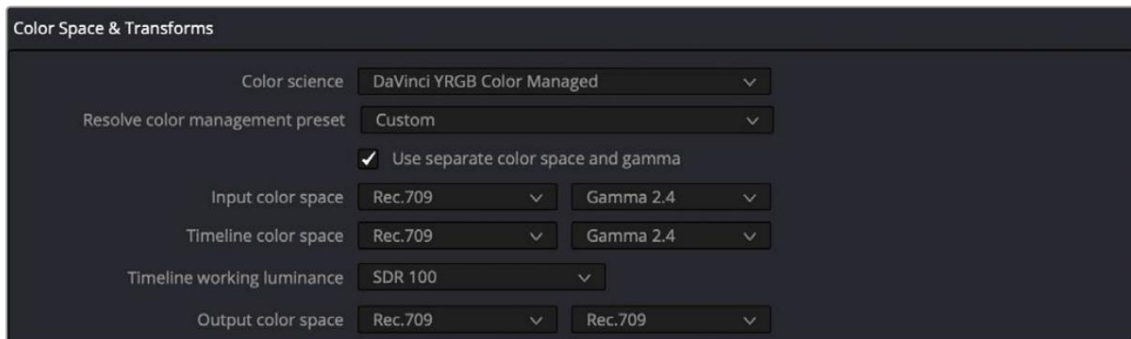 Color Space & Transforms
Color science DaVinci YRGB Color Managed
Resolve color management preset Custom
Use separate color space and gamma
Input color space Rec.709 Gamma 2.4
Timeline color space Rec.709 Gamma 2.4
Timeline working luminance SDR 100
Output color space Rec.709 Rec.709